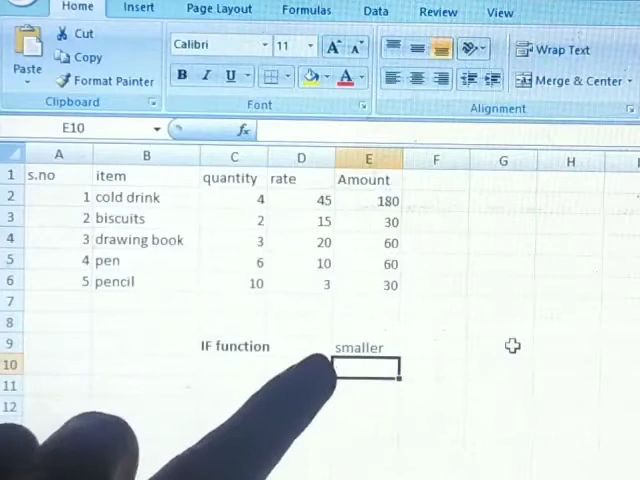 Home Insert Page Layout Formulas Data Review View
Cut
Copy
Format Painter
Paste
Clipboard
Calibri 11 A A
B I U A
Font
Wrap Text
Merge & Center
Alignment
E10 fx
A B C D E F G H
1 s.no item quantity rate Amount
2 1 cold drink 4 45 180
3 2 biscuits 2 15 30
4 3 drawing book 3 20 60
5 4 pen 6 10 60
6 5 pencil 10 3 30
7
8
9 IF function smaller
10
11
12